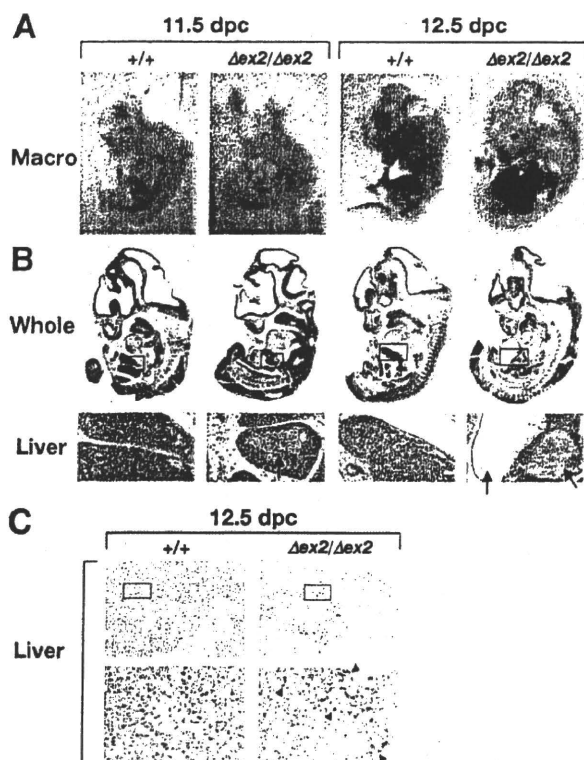 A
11.5 dpc 12.5 dpc
+/+ Δex2/Δex2 +/+ Δex2/Δex2
Macro
B
Whole
Liver
C
12.5 dpc
+/+ Δex2/Δex2
Liver